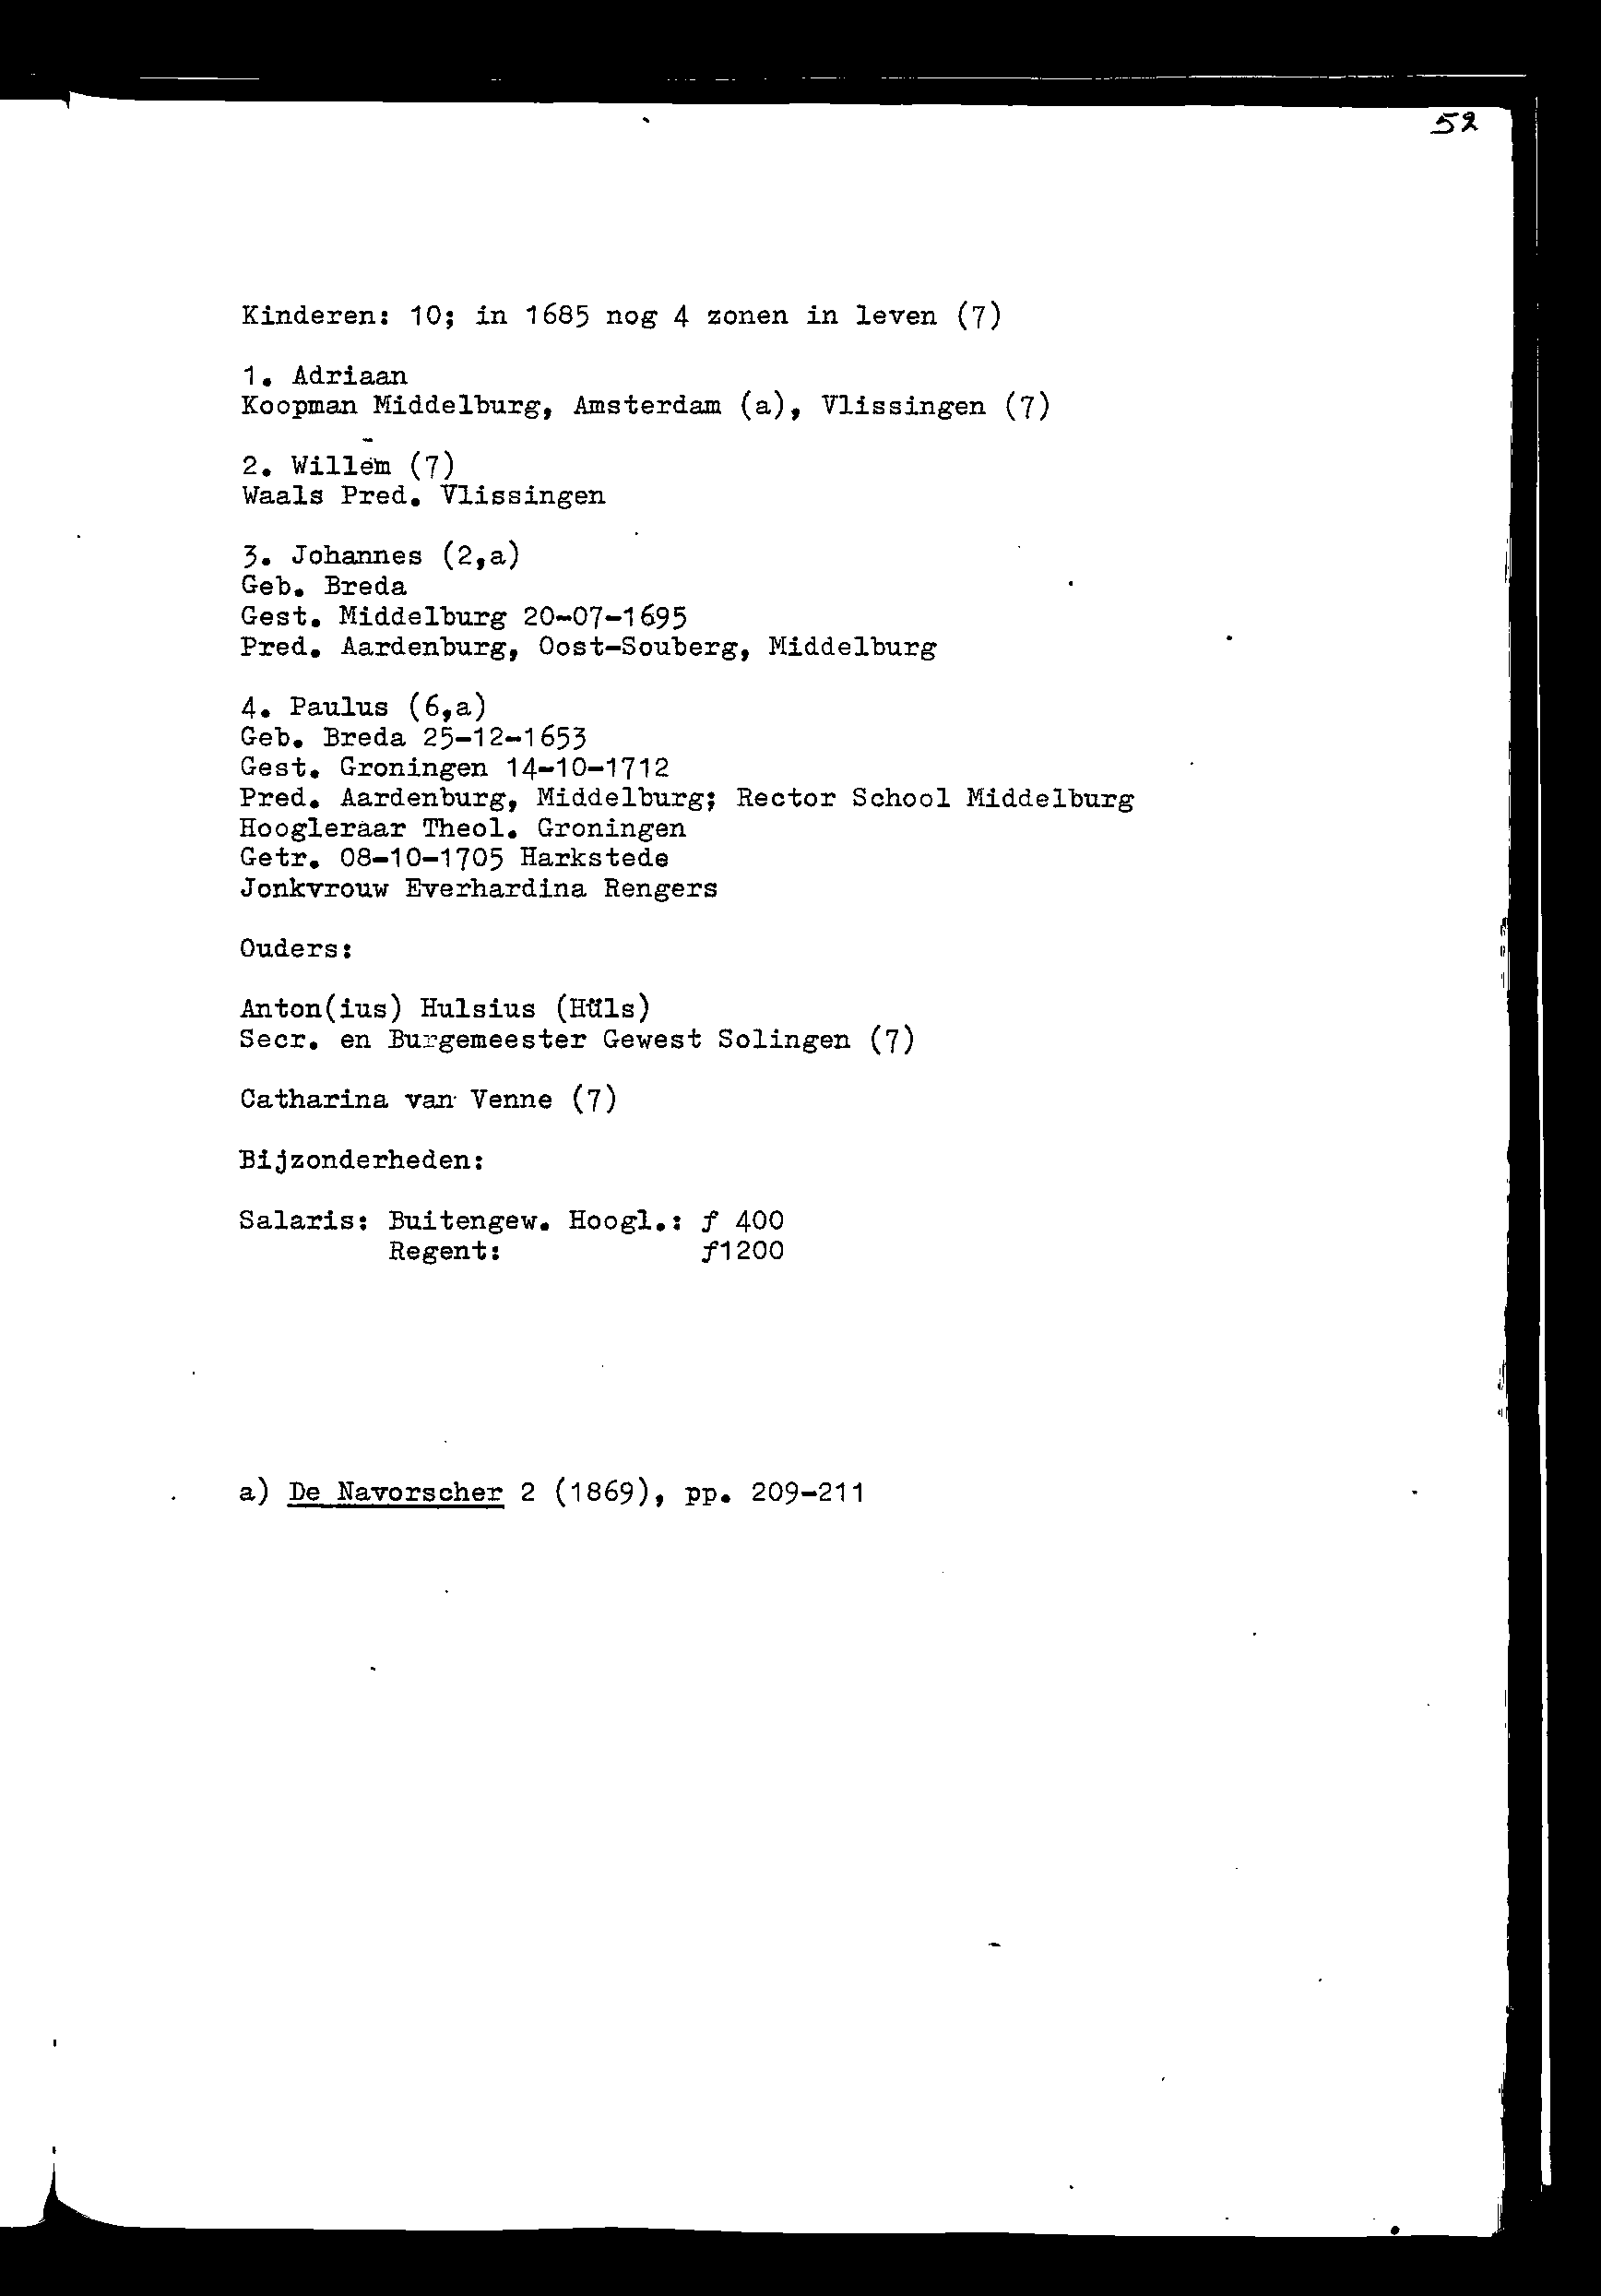 52
Kinderen: 10; in 1685 nog 4 zonen in leven (7)
1. Adriaan
Koopman Middelburg, Amsterdam (a), Vlissingen (7)
2. Willem (7)
Waals Pred. Vlissingen
3. Johannes (2,a)
Geb. Breda
Gest. Middelburg 20-07-1695
Pred. Aardenburg, Oost-Souberg, Middelburg
4. Paulus (6,a)
Geb. Breda 25-12-1653
Gest. Groningen 14-10-1712
Pred. Aardenburg, Middelburg; Rector School Middelburg
Hoogleraar Theol. Groningen
Getr. 08-10-1705 Harkstede
Jonkvrouw Everhardina Rengers
Ouders:
Anton(ius) Hulsius (Hüls)
Secr. en Burgemeester Gewest Solingen (7)
Catharina van Venne (7)
Bijzonderheden:
Salaris: Buitengew. Hoogl.: ƒ 400
Regent: ƒ1200
a) De Navorscher 2 (1869), pp. 209-211